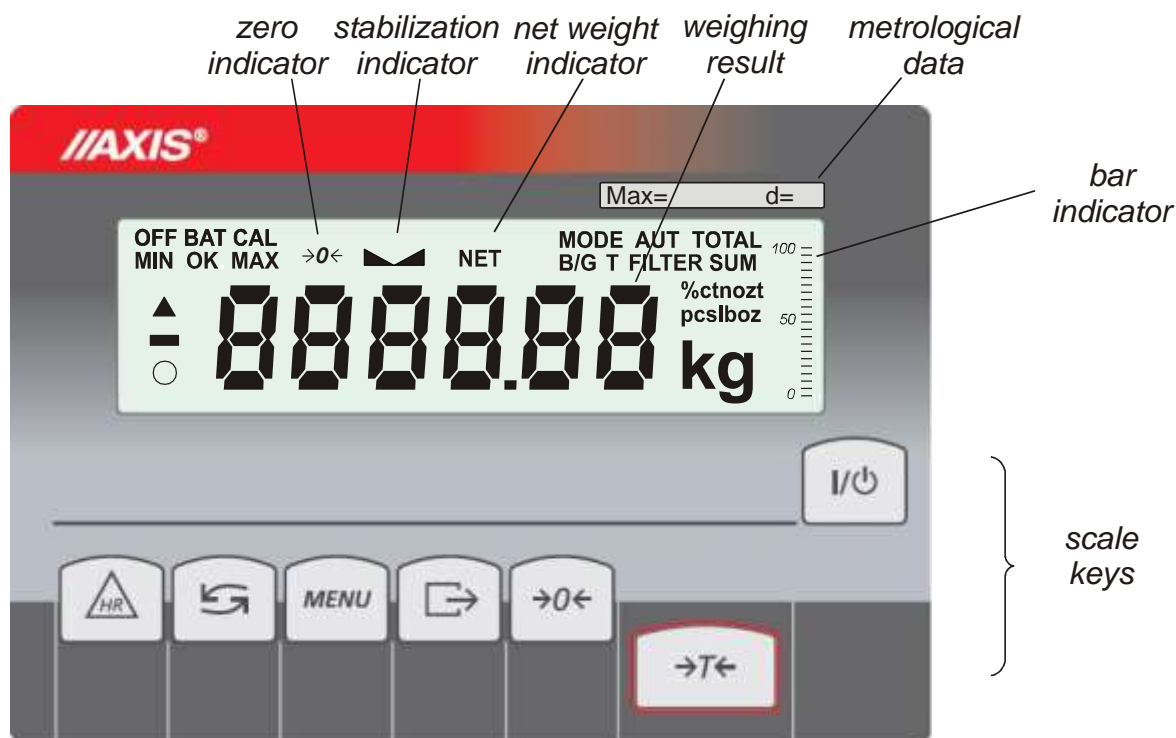 zero indicator
stabilization indicator
net weight indicator
weighing result
metrological data
//AXIS®
Max= d=
bar indicator
OFF BAT CAL
MIN OK MAX
→0←
NET
MODE AUT TOTAL
B/G T FILTER SUM
888888.88
%ctnozt
pcslboz
kg
100
50
0
I/⏻
scale keys
HR
MENU
→0←
→T←